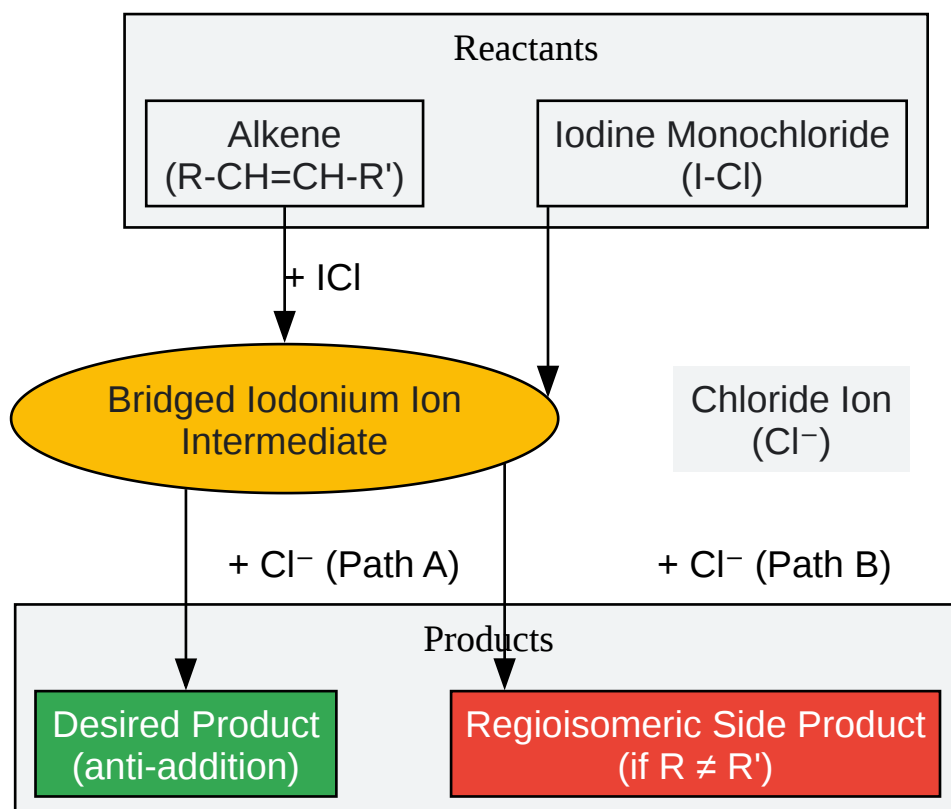 Reactants
Alkene
(R-CH=CH-R')
Iodine Monochloride
(I-Cl)
+ ICl
Bridged Iodonium Ion
Intermediate
Chloride Ion
(Cl⁻)
+ Cl⁻ (Path A)
+ Cl⁻ (Path B)
Products
Desired Product
(anti-addition)
Regioisomeric Side Product
(if R ≠ R')